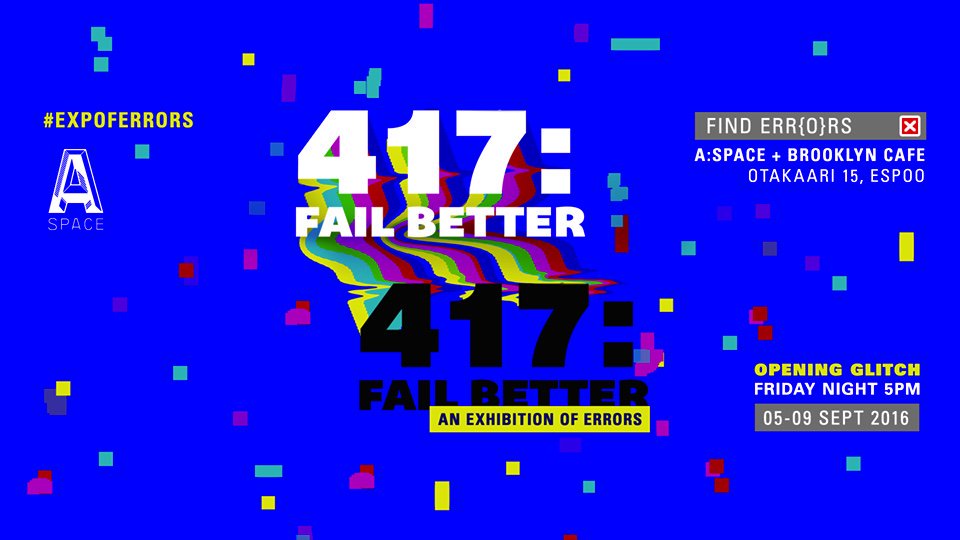 #EXPOFERRORS
A
SPACE
417:
FAIL BETTER
417:
FAIL BETTER
AN EXHIBITION OF ERRORS
FIND ERR{O}RS
A:SPACE + BROOKLYN CAFE
OTAKAARI 15, ESPOO
OPENING GLITCH
FRIDAY NIGHT 5PM
05-09 SEPT 2016